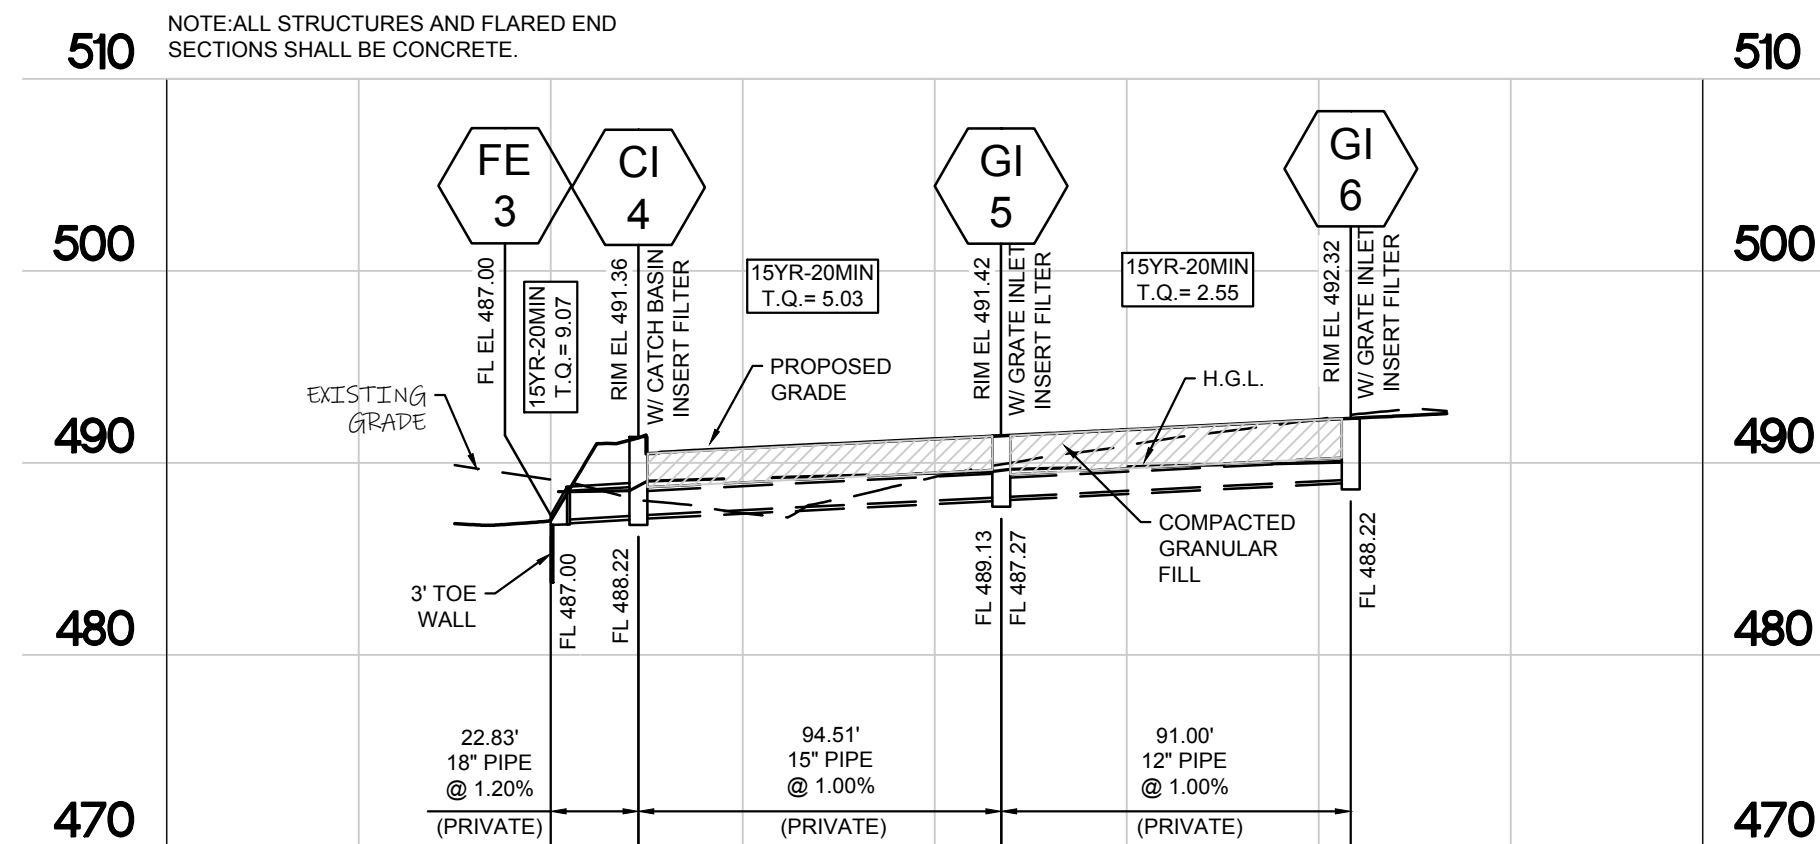 NOTE:ALL STRUCTURES AND FLARED END
SECTIONS SHALL BE CONCRETE.
510
510
FE
3
CI
4
GI
5
GI
6
500
500
FL EL 487.00
15YR-20MIN
T.Q.= 9.07
RIM EL 491.36
W/ CATCH BASIN
INSERT FILTER
15YR-20MIN
T.Q.= 5.03
RIM EL 491.42
W/ GRATE INLET
INSERT FILTER
15YR-20MIN
T.Q.= 2.55
RIM EL 492.32
W/ GRATE INLET
INSERT FILTER
EXISTING
GRADE
PROPOSED
GRADE
H.G.L.
490
490
3' TOE
WALL
FL 487.00
FL 488.22
FL 489.13
FL 487.27
COMPACTED
GRANULAR
FILL
FL 488.22
480
480
22.83'
18" PIPE
@ 1.20%
(PRIVATE)
94.51'
15" PIPE
@ 1.00%
(PRIVATE)
91.00'
12" PIPE
@ 1.00%
(PRIVATE)
470
470